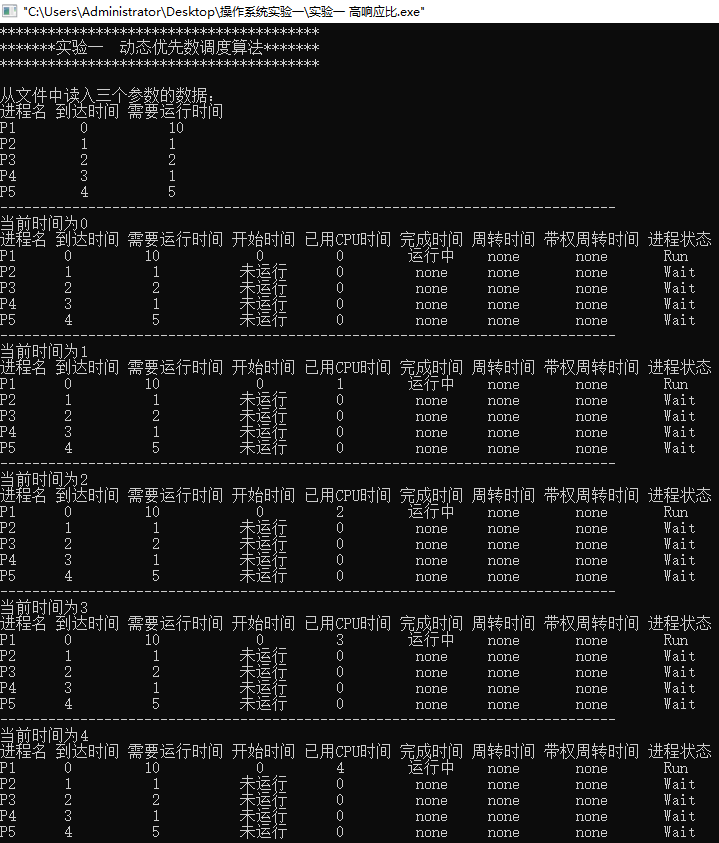 "C:\Users\Administrator\Desktop\操作系统实验一\实验一 高响应比.exe"
****************************************
*******实验一  动态优先数调度算法*******
****************************************
从文件中读入三个参数的数据:
进程名 到达时间 需要运行时间
P1 0 10
P2 1 1
P3 2 2
P4 3 1
P5 4 5
-----------------------------------------------------------------------------
当前时间为0
进程名 到达时间 需要运行时间 开始时间 已用CPU时间 完成时间 周转时间 带权周转时间 进程状态
P1 0 10 0 0 运行中 none none Run
P2 1 1 未运行 0 none none none Wait
P3 2 2 未运行 0 none none none Wait
P4 3 1 未运行 0 none none none Wait
P5 4 5 未运行 0 none none none Wait
-----------------------------------------------------------------------------
当前时间为1
进程名 到达时间 需要运行时间 开始时间 已用CPU时间 完成时间 周转时间 带权周转时间 进程状态
P1 0 10 0 1 运行中 none none Run
P2 1 1 未运行 0 none none none Wait
P3 2 2 未运行 0 none none none Wait
P4 3 1 未运行 0 none none none Wait
P5 4 5 未运行 0 none none none Wait
-----------------------------------------------------------------------------
当前时间为2
进程名 到达时间 需要运行时间 开始时间 已用CPU时间 完成时间 周转时间 带权周转时间 进程状态
P1 0 10 0 2 运行中 none none Run
P2 1 1 未运行 0 none none none Wait
P3 2 2 未运行 0 none none none Wait
P4 3 1 未运行 0 none none none Wait
P5 4 5 未运行 0 none none none Wait
-----------------------------------------------------------------------------
当前时间为3
进程名 到达时间 需要运行时间 开始时间 已用CPU时间 完成时间 周转时间 带权周转时间 进程状态
P1 0 10 0 3 运行中 none none Run
P2 1 1 未运行 0 none none none Wait
P3 2 2 未运行 0 none none none Wait
P4 3 1 未运行 0 none none none Wait
P5 4 5 未运行 0 none none none Wait
-----------------------------------------------------------------------------
当前时间为4
进程名 到达时间 需要运行时间 开始时间 已用CPU时间 完成时间 周转时间 带权周转时间 进程状态
P1 0 10 0 4 运行中 none none Run
P2 1 1 未运行 0 none none none Wait
P3 2 2 未运行 0 none none none Wait
P4 3 1 未运行 0 none none none Wait
P5 4 5 未运行 0 none none none Wait